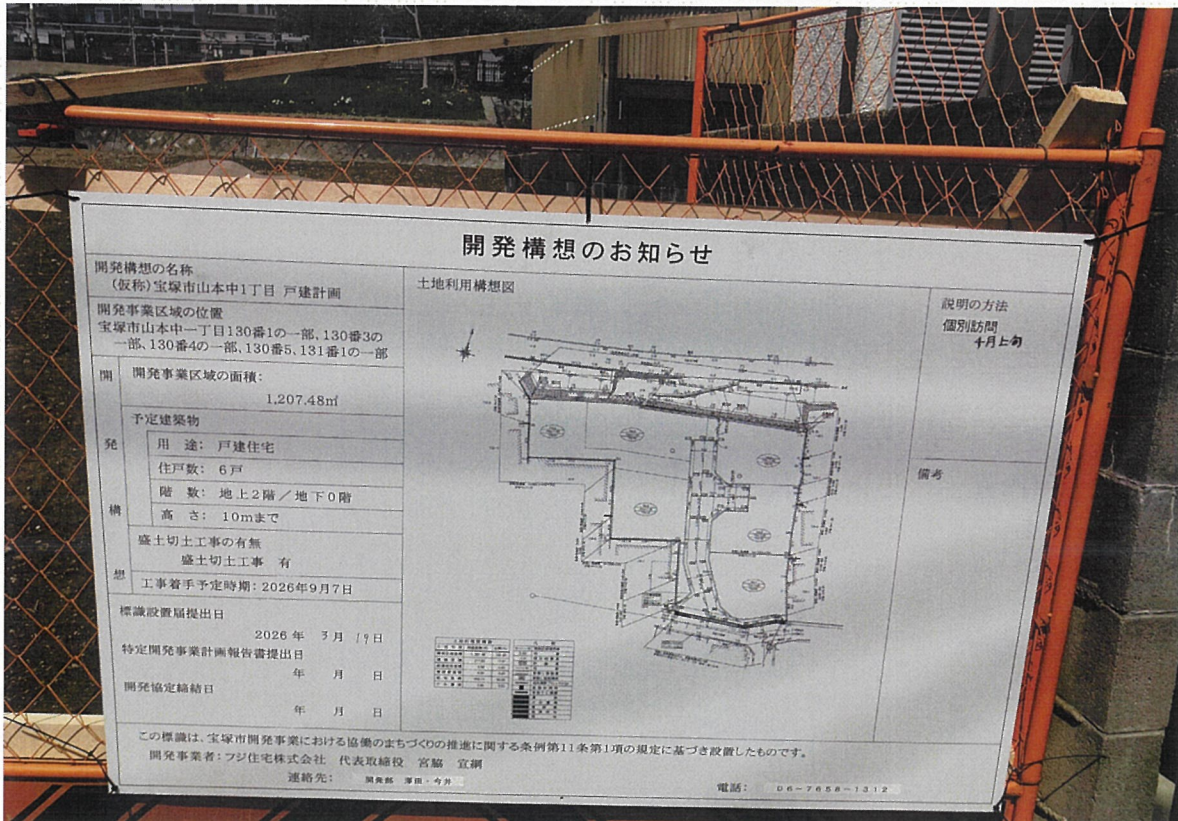 開発構想のお知らせ
開発構想の名称
(仮称)宝塚市山本中1丁目 戸建計画
開発事業区域の位置
宝塚市山本中一丁目130番1の一部、130番3の
一部、130番4の一部、130番5、131番1の一部
開発構想
開発事業区域の面積:
1,207.48㎡
予定建築物
用 途: 戸建住宅
住戸数: 6戸
階 数: 地上2階/地下0階
高 さ: 10mまで
盛土切土工事の有無
盛土切土工事 有
工事着手予定時期:2026年9月7日
標識設置届提出日
2026年 3月 19日
特定開発事業計画報告書提出日
年 月 日
開発協定締結日
年 月 日
土地利用構想図
説明の方法
個別訪問
4月上旬
備考
この標識は、宝塚市開発事業における協働のまちづくりの推進に関する条例第11条第1項の規定に基づき設置したものです。
開発事業者:フジ住宅株式会社 代表取締役 宮脇 宣綱
連絡先: 開発部 澤田・今井
電話: 06-7658-1312